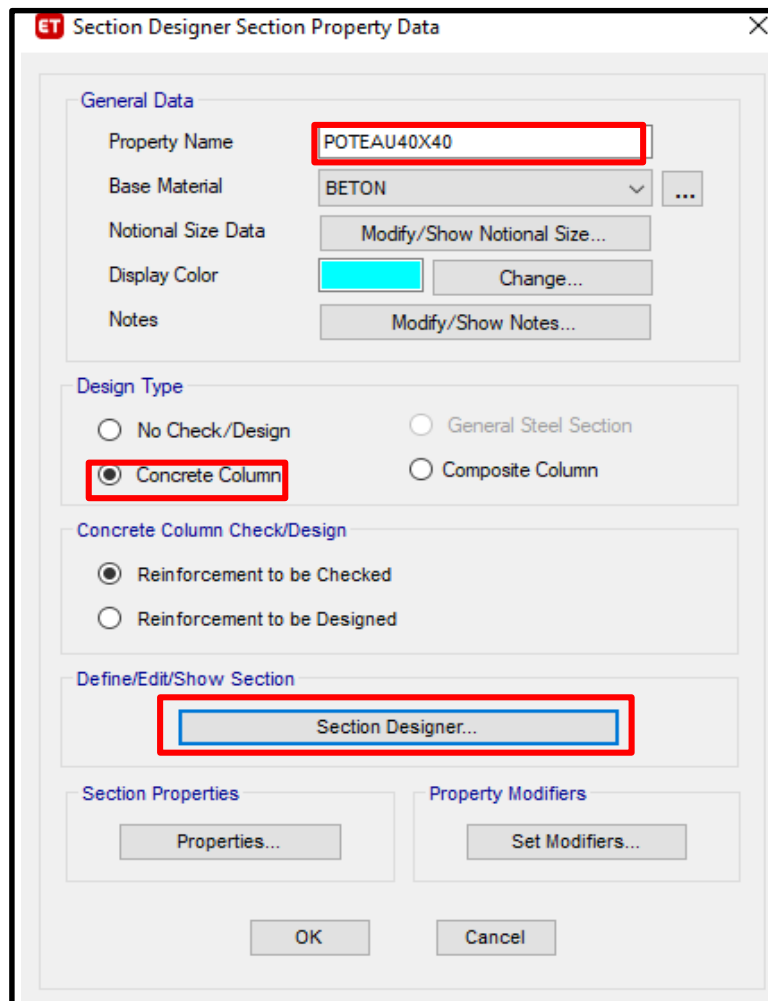 ET Section Designer Section Property Data
General Data
Property Name POTEAU40X40
Base Material BETON ...
Notional Size Data Modify/Show Notional Size...
Display Color Change...
Notes Modify/Show Notes...
Design Type
No Check/Design General Steel Section
Concrete Column Composite Column
Concrete Column Check/Design
Reinforcement to be Checked
Reinforcement to be Designed
Define/Edit/Show Section
Section Designer...
Section Properties Property Modifiers
Properties... Set Modifiers...
OK Cancel